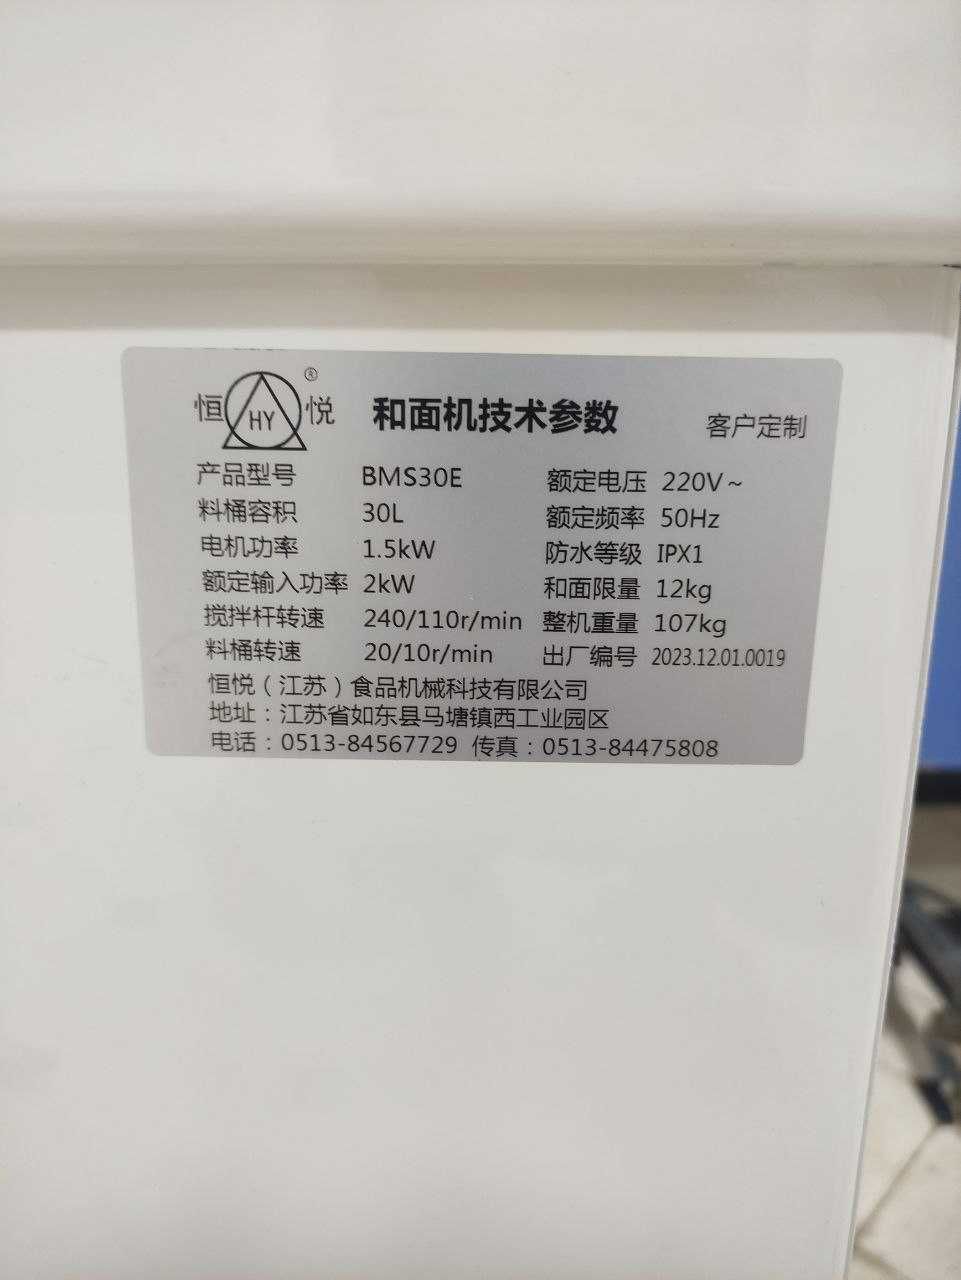 恒 HY 悦 ® 和面机技术参数 客户定制
产品型号 BMS30E 额定电压 220V~
料桶容积 30L 额定频率 50Hz
电机功率 1.5kW 防水等级 IPX1
额定输入功率 2kW 和面限量 12kg
搅拌杆转速 240/110r/min 整机重量 107kg
料桶转速 20/10r/min 出厂编号 2023.12.01.0019
恒悦（江苏）食品机械科技有限公司
地址：江苏省如东县马塘镇西工业园区
电话：0513-84567729 传真：0513-84475808